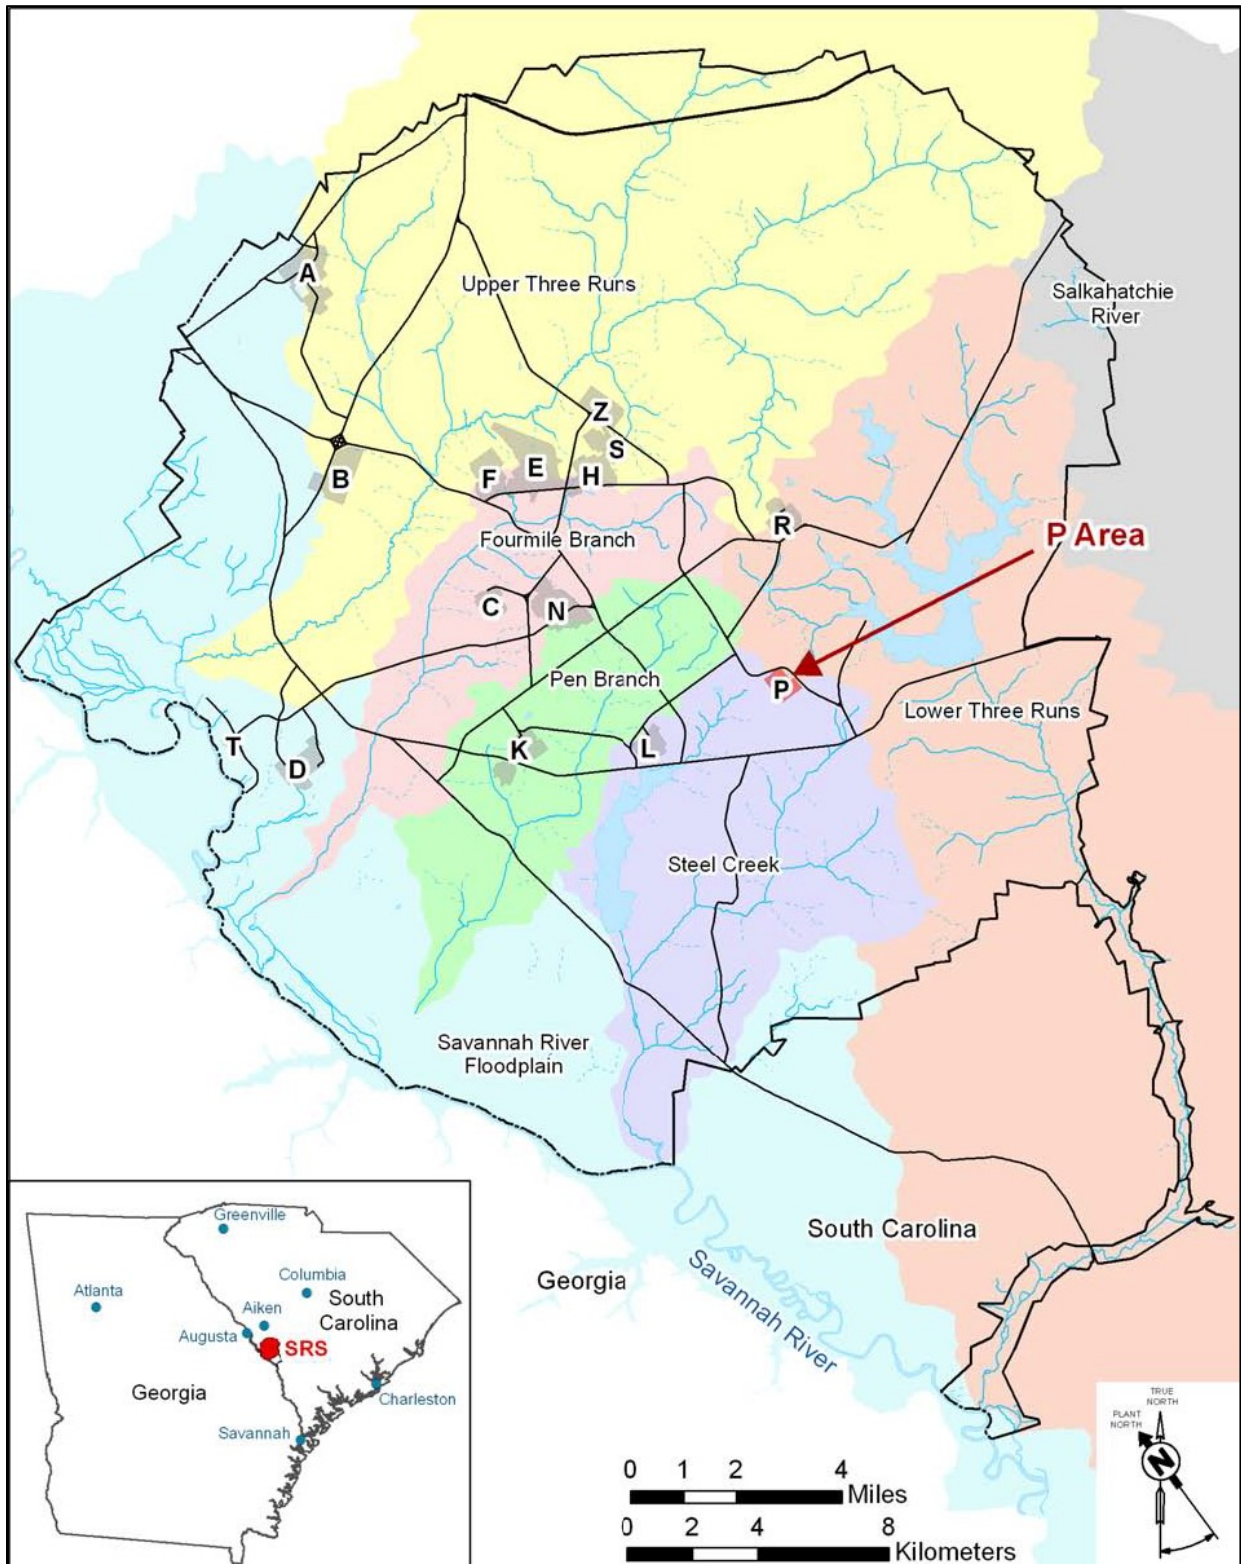 A
Upper Three Runs
Salkahatchie
River
Z
S
B
F
E
H
R
Fourmile Branch
P Area
C
N
Pen Branch
P
Lower Three Runs
T
D
K
L
Steel Creek
Savannah River
Floodplain
South Carolina
Georgia
Savannah River
Greenville
Atlanta
Columbia
South
Carolina
Aiken
Augusta
SRS
Georgia
Charleston
Savannah
0 1 2 4
Miles
0 2 4 8
Kilometers
TRUE
NORTH
PLANT
NORTH
N